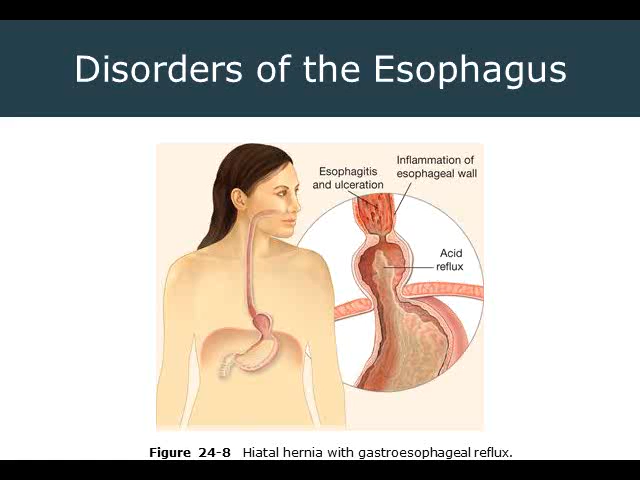 Disorders of the Esophagus
Esophagitis
and ulceration
Inflammation of
esophageal wall
Acid
reflux
Figure 24-8 Hiatal hernia with gastroesophageal reflux.